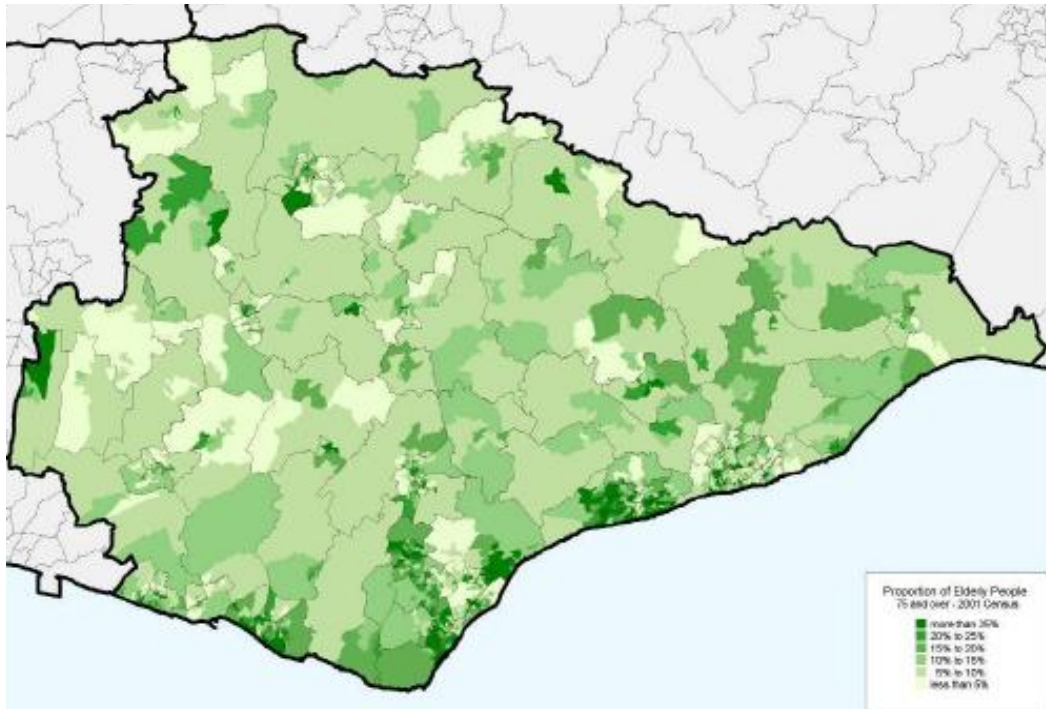 Proportion of Elderly People
75 and over - 2001 Census
more than 25%
20% to 25%
15% to 20%
10% to 15%
5% to 10%
less than 5%